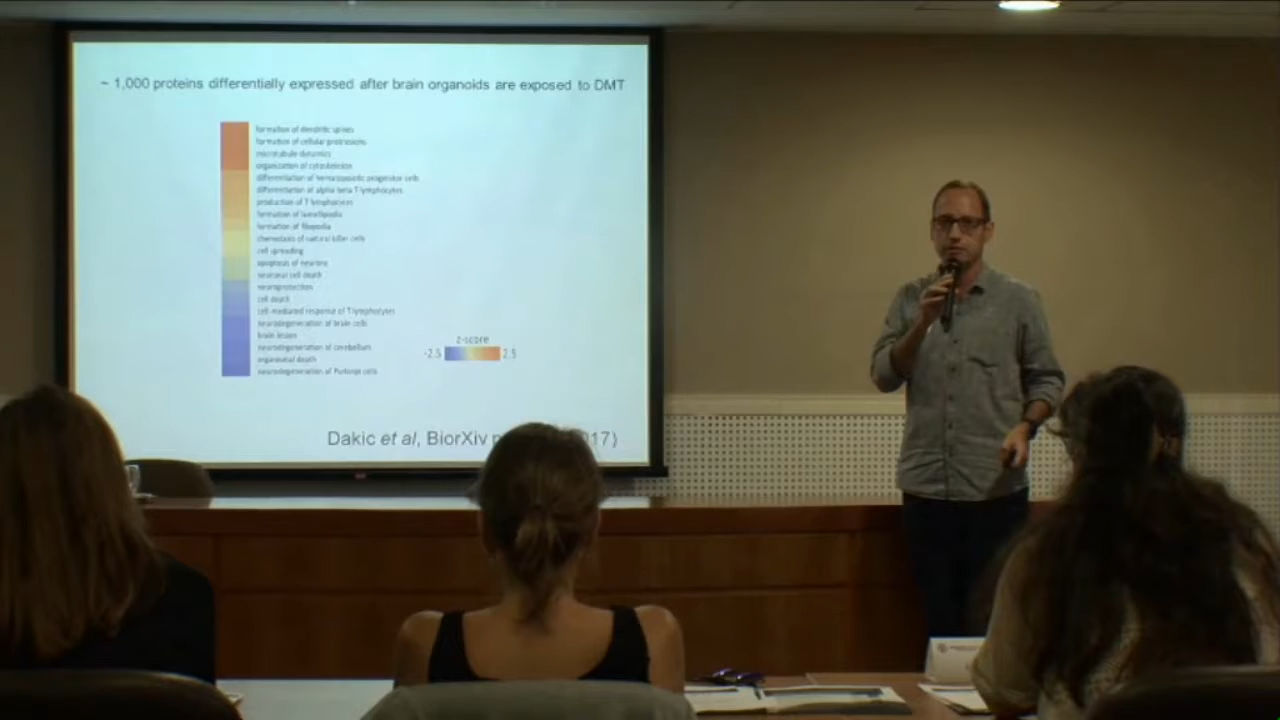 ~ 1,000 proteins differentially expressed after brain organoids are exposed to DMT
formation of dendritic spines
formation of cellular protrusions
microtubule dynamics
organization of cytoskeleton
differentiation of hematopoietic progenitor cells
differentiation of alpha beta T lymphocytes
production of T lymphocytes
formation of lamellipodia
formation of filopodia
chemotaxis of natural killer cells
cell spreading
apoptosis of neurons
neuronal cell death
neuroprotection
cell death
cell-mediated response of T lymphocytes
neurodegeneration of brain cells
brain lesion
neurodegeneration of cerebellum
organismal death
neurodegeneration of Purkinje cells
z-score
-2.5 2.5
Dakic et al, BiorXiv 17)